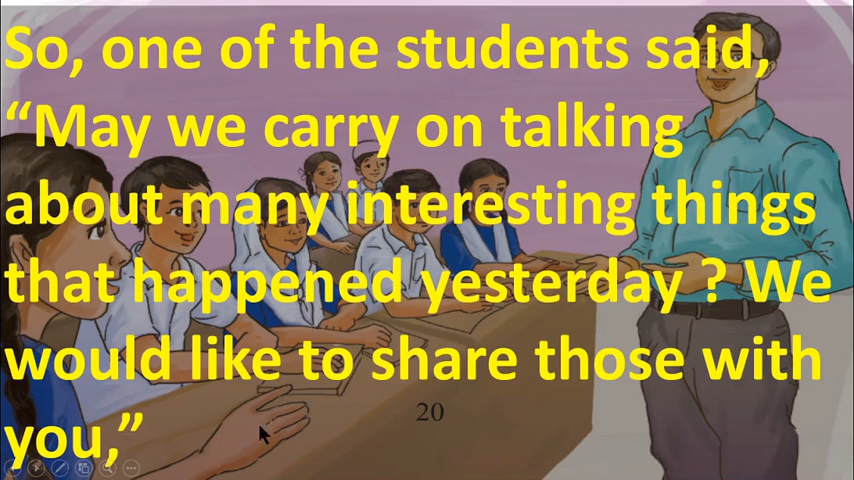 So, one of the students said,
“May we carry on talking
about many interesting things
that happened yesterday ? We
would like to share those with
you,”
20